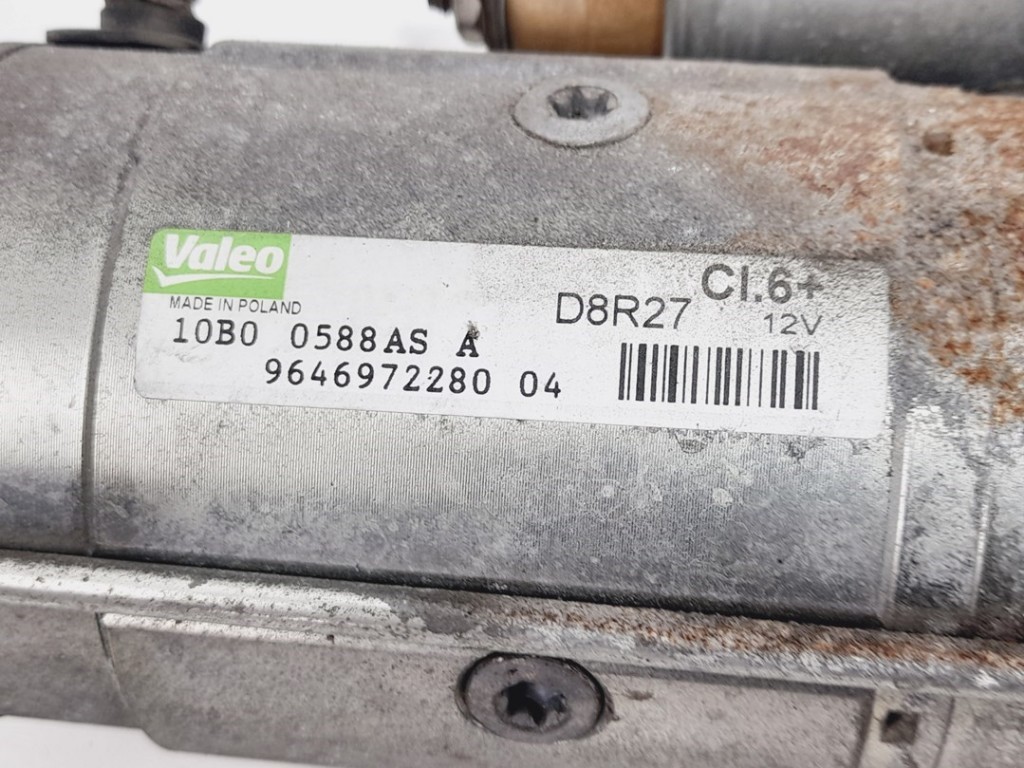 Valeo
MADE IN POLAND
10B0 0588AS A
9646972280 04
D8R27 Cl.6+
12V